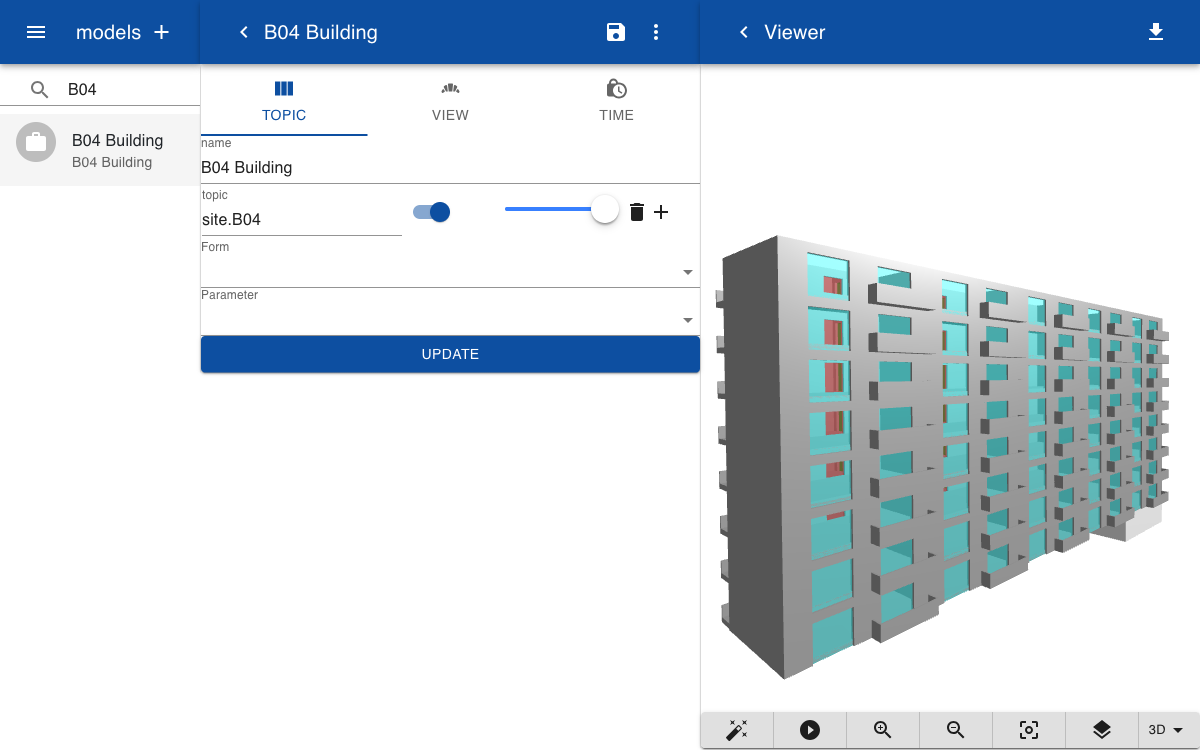 models
B04 Building
Viewer
B04
B04 Building
B04 Building
TOPIC
VIEW
TIME
name
B04 Building
topic
site.B04
Form
Parameter
UPDATE
3D